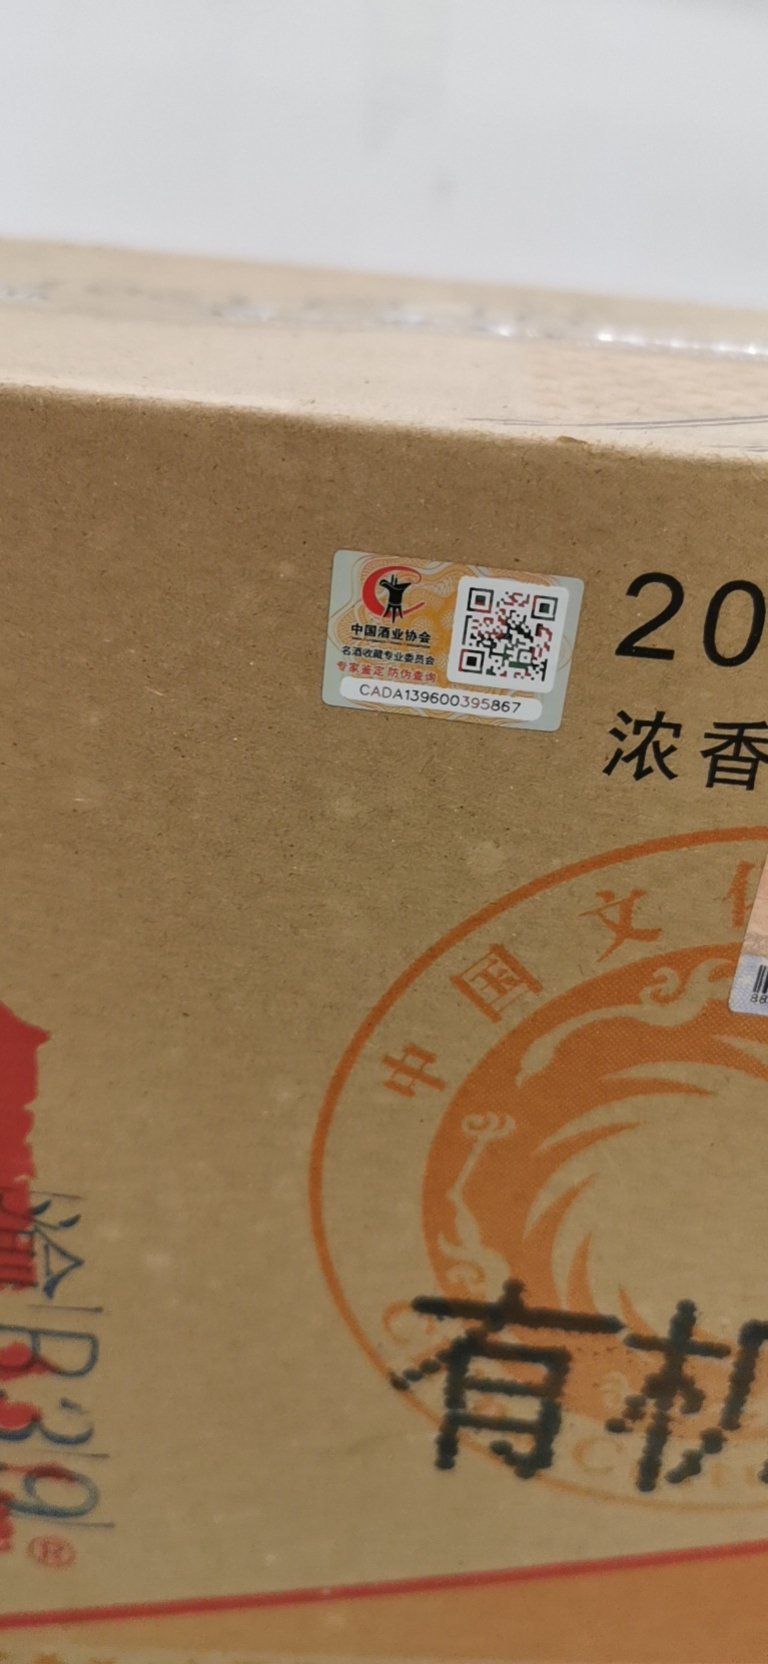 中国酒业协会
名酒收藏专业委员会
专家鉴定 防伪查询
CADA139600395867
20
浓香
中国文
有机
®